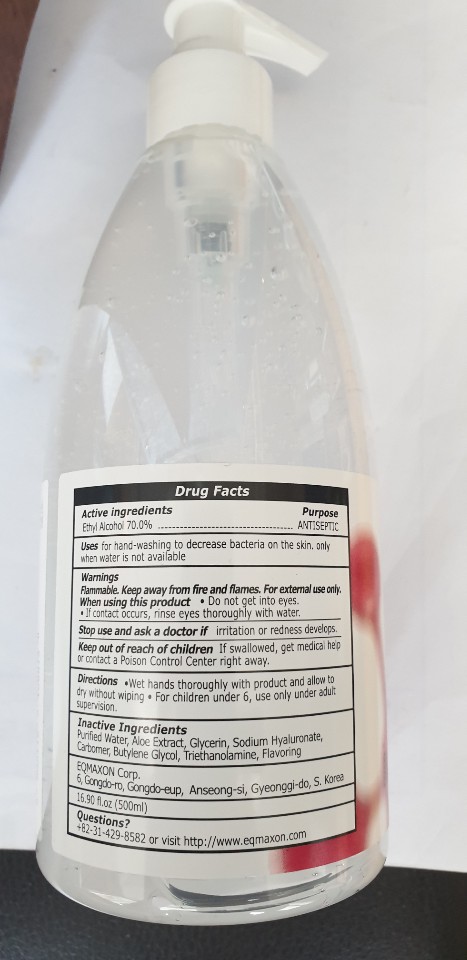 Drug Facts
Active ingredients Purpose
Ethyl Alcohol 70.0% ANTISEPTIC
Uses for hand-washing to decrease bacteria on the skin. only
when water is not available
Warnings
Flammable. Keep away from fire and flames. For external use only.
When using this product • Do not get into eyes.
• If contact occurs, rinse eyes thoroughly with water.
Stop use and ask a doctor if irritation or redness develops.
Keep out of reach of children If swallowed, get medical help
or contact a Poison Control Center right away.
Directions •Wet hands thoroughly with product and allow to
dry without wiping • For children under 6, use only under adult
supervision.
Inactive Ingredients
Purified Water, Aloe Extract, Glycerin, Sodium Hyaluronate,
Carbomer, Butylene Glycol, Triethanolamine, Flavoring
EQMAXON Corp.
6, Gongdo-ro, Gongdo-eup, Anseong-si, Gyeonggi-do, S. Korea
16.90 fl.oz (500ml)
Questions?
+82-31-429-8582 or visit http://www.eqmaxon.com